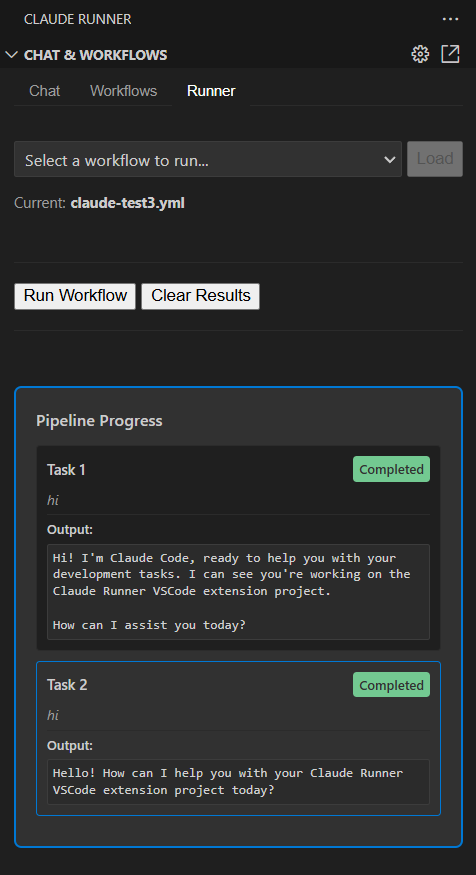 CLAUDE RUNNER
CHAT & WORKFLOWS
Chat Workflows Runner
Select a workflow to run... Load
Current: claude-test3.yml
Run Workflow Clear Results
Pipeline Progress
Task 1 Completed
hi
Output:
Hi! I'm Claude Code, ready to help you with your
development tasks. I can see you're working on the
Claude Runner VSCode extension project.
How can I assist you today?
Task 2 Completed
hi
Output:
Hello! How can I help you with your Claude Runner
VSCode extension project today?